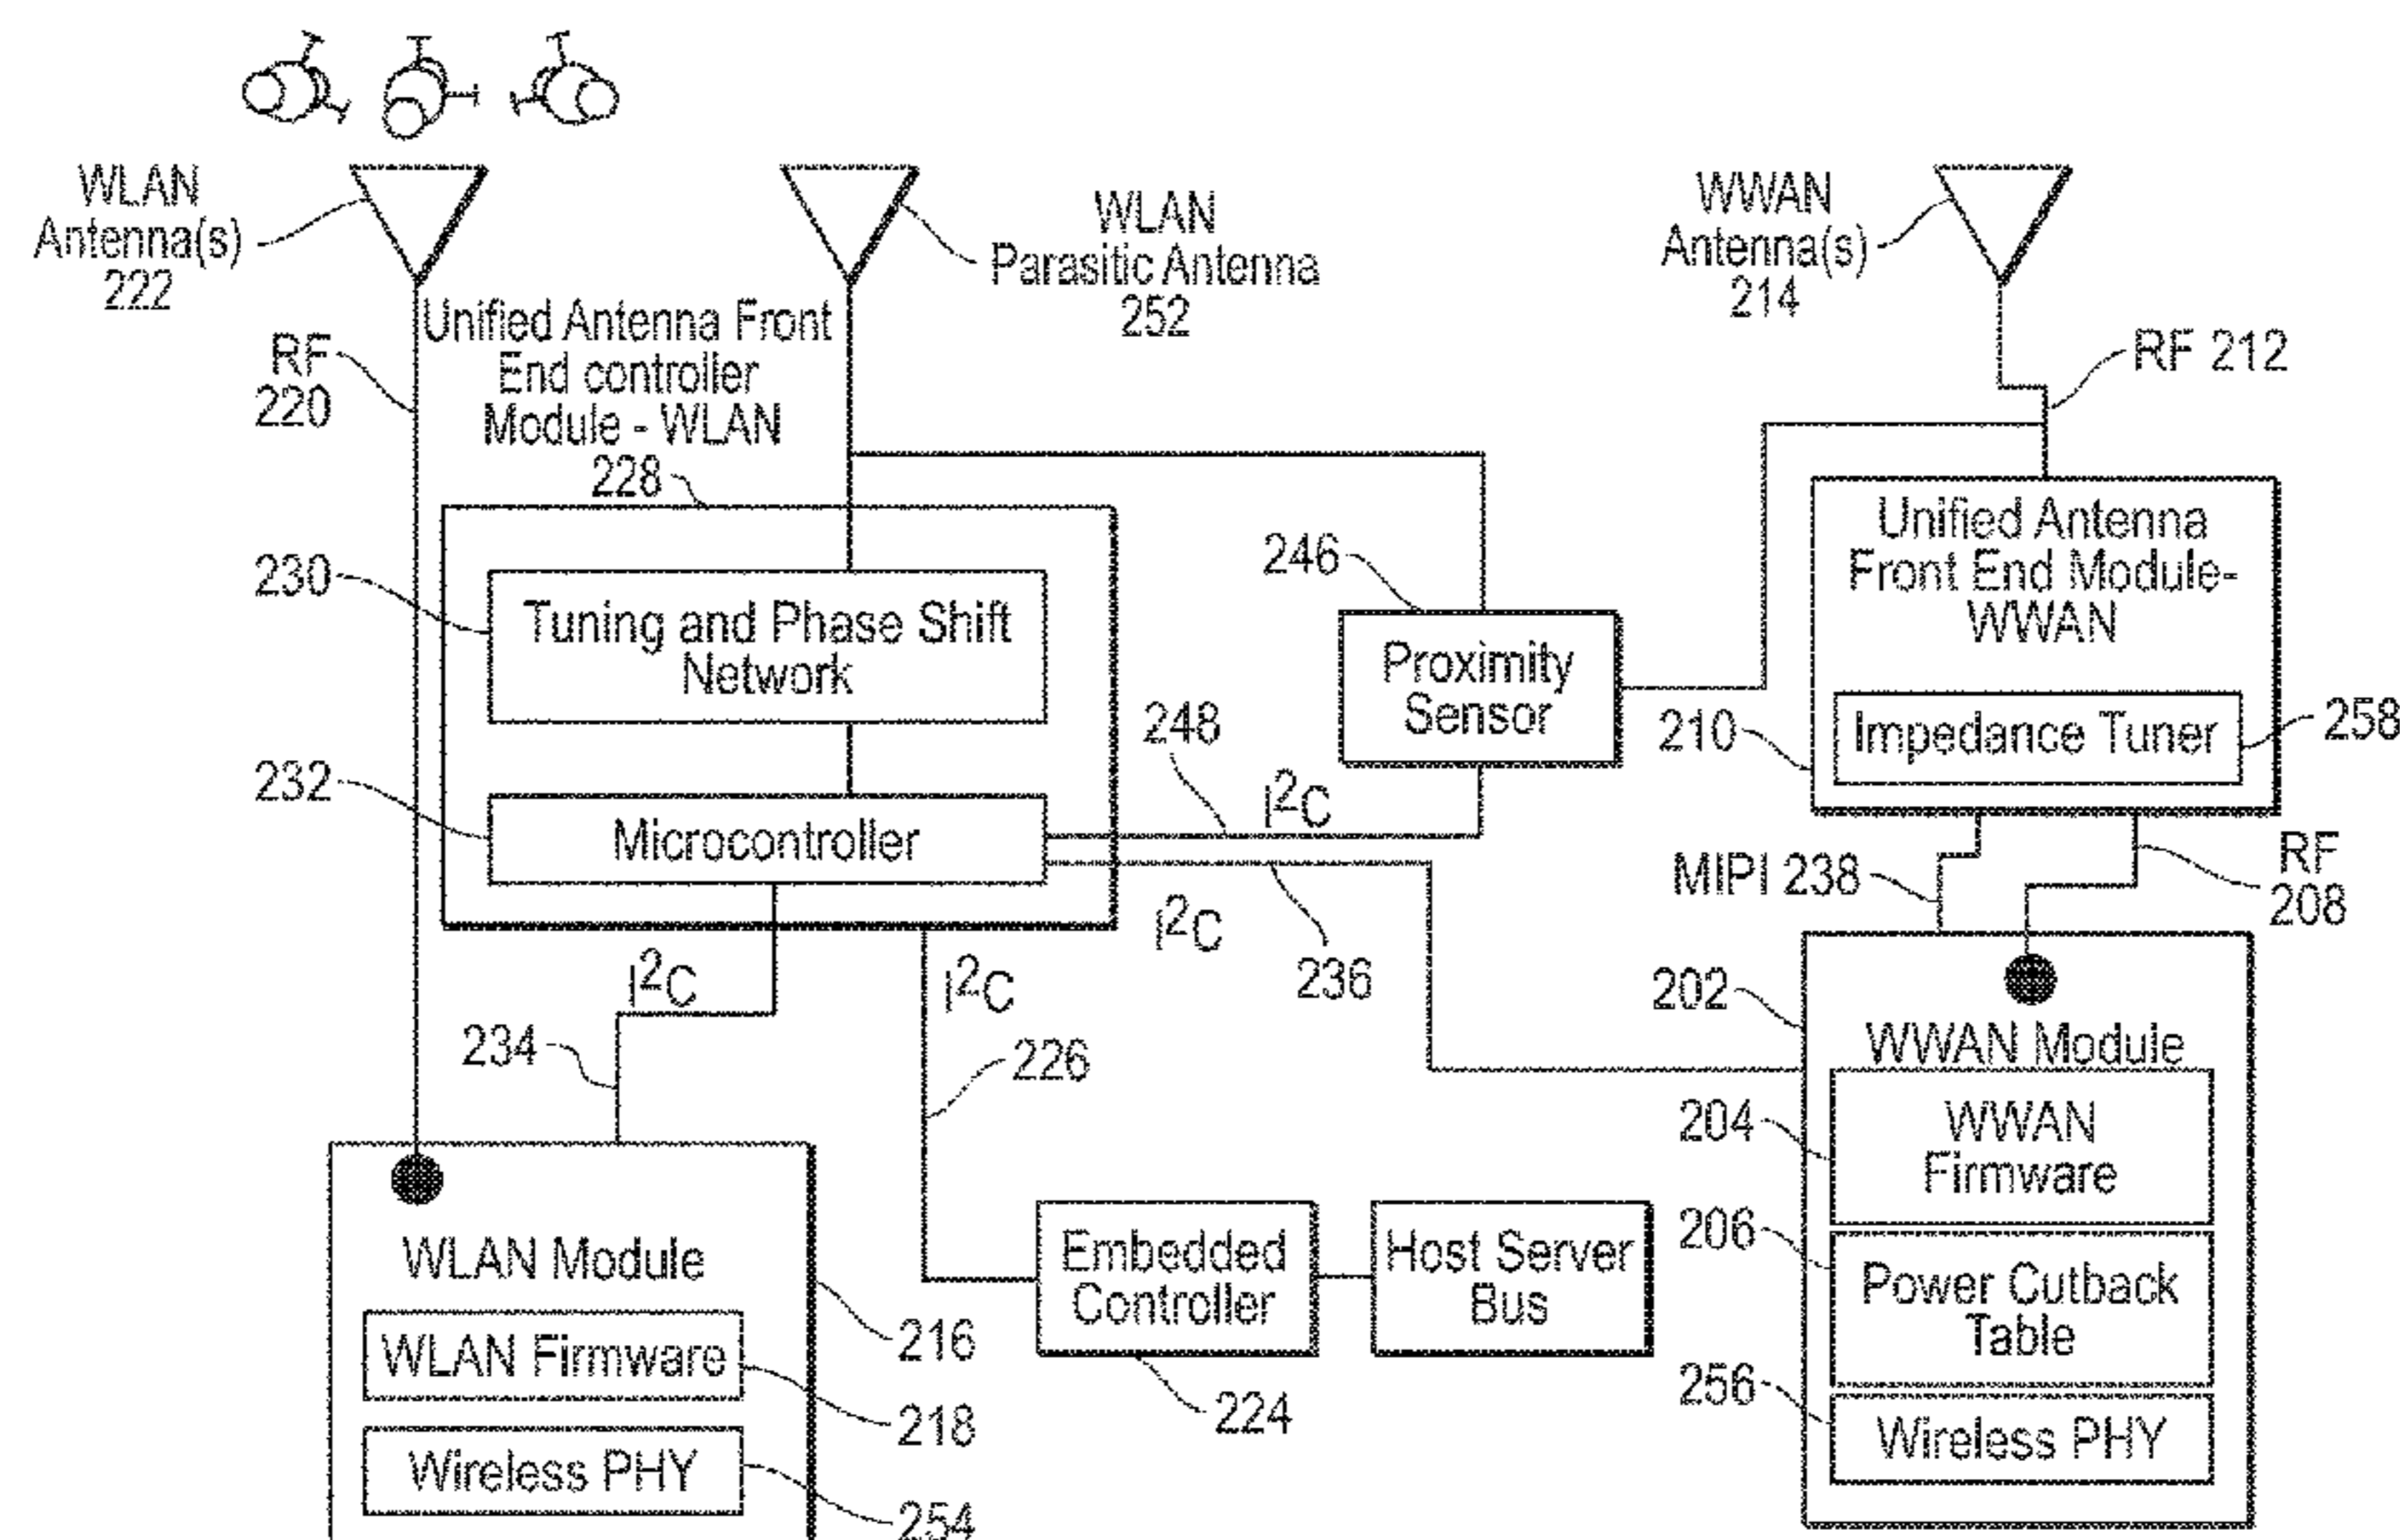 WLAN
Antenna(s)
222
WLAN
Parasitic Antenna
252
WWAN
Antenna(s)
214
RF
220
Unified Antenna Front
End controller
Module - WLAN
228
RF 212
230
Tuning and Phase Shift
Network
246
Proximity
Sensor
Unified Antenna
Front End Module-
WWAN
210
Impedance Tuner
258
232
Microcontroller
248
I2C
I2C
236
MIPI 238
RF
208
I2C
234
I2C
226
202
WWAN Module
204
WWAN
Firmware
206
Power Cutback
Table
256
Wireless PHY
WLAN Module
216
WLAN Firmware
218
Wireless PHY
254
Embedded
Controller
224
Host Server
Bus